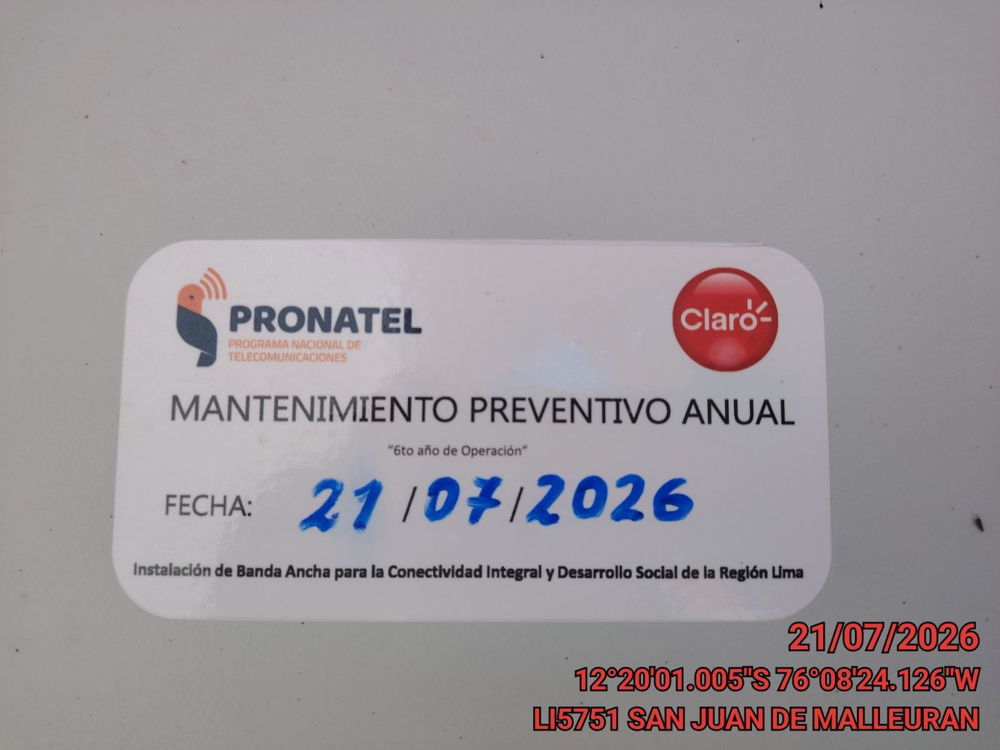 PRONATEL
PROGRAMA NACIONAL DE
TELECOMUNICACIONES
Claro
MANTENIMIENTO PREVENTIVO ANUAL
“6to año de Operación”
FECHA: 21/07/2026
Instalación de Banda Ancha para la Conectividad Integral y Desarrollo Social de la Región Lima
21/07/2026
12°20'01.005"S 76°08'24.126"W
LI5751 SAN JUAN DE MALLEURAN